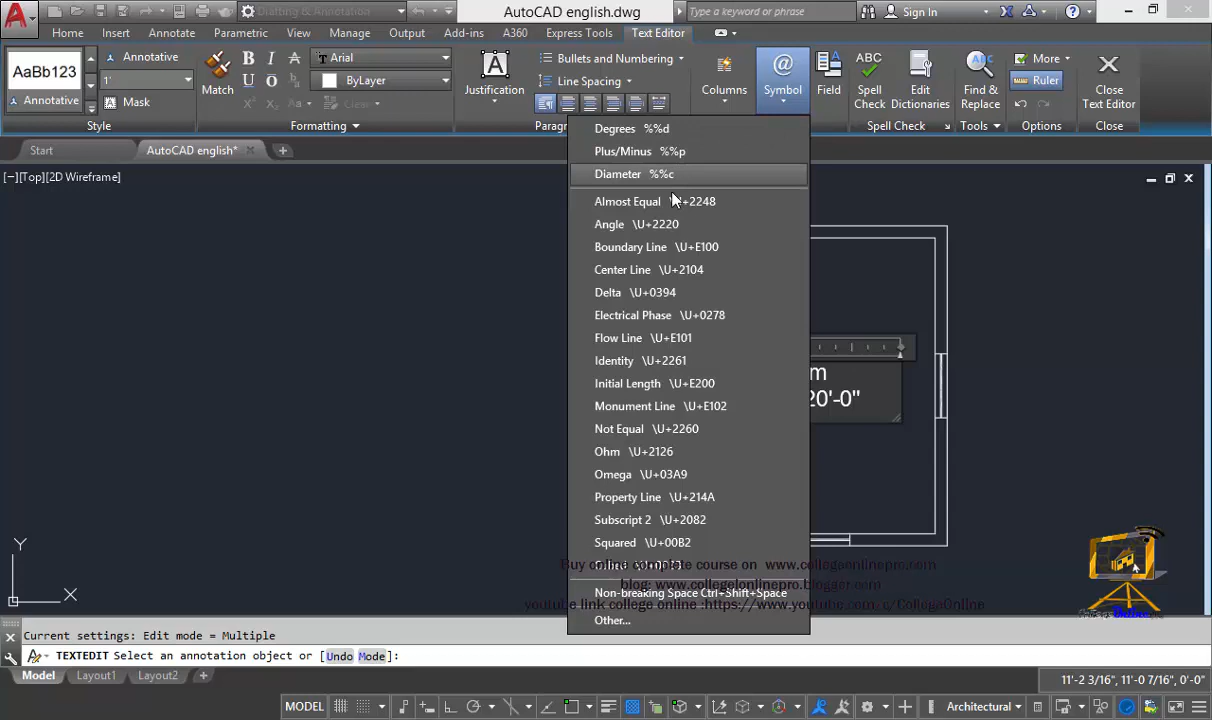 Drafting & Annotation
AutoCAD english.dwg
Type a keyword or phrase
Sign In
Home Insert Annotate Parametric View Manage Output Add-ins A360 Express Tools Text Editor
AaBb123
Annotative
Annotative
1'
Mask
Style
Match
Arial
ByLayer
Clear
Formatting
Justification
Bullets and Numbering
Line Spacing
Columns
Symbol
Field
Spell Check
Edit Dictionaries
Spell Check
Find & Replace
Tools
More
Ruler
Options
Close Text Editor
Close
Start
AutoCAD english*
[−][Top][2D Wireframe]
Degrees %%d
Plus/Minus %%p
Diameter %%c
Almost Equal \U+2248
Angle \U+2220
Boundary Line \U+E100
Center Line \U+2104
Delta \U+0394
Electrical Phase \U+0278
Flow Line \U+E101
Identity \U+2261
Initial Length \U+E200
Monument Line \U+E102
Not Equal \U+2260
Ohm \U+2126
Omega \U+03A9
Property Line \U+214A
Subscript 2 \U+2082
Squared \U+00B2
Non-breaking Space Ctrl+Shift+Space
Other...
20'-0"
Buy online complete course on www.collegeonlinepro.com
blog: www.collegelonlinepro.blogger.com
Y
X
Current settings: Edit mode = Multiple
TEXTEDIT Select an annotation object or [Undo Mode]:
Model Layout1 Layout2
11'-2 3/16", 11'-0 7/16", 0'-0"
MODEL
Architectural